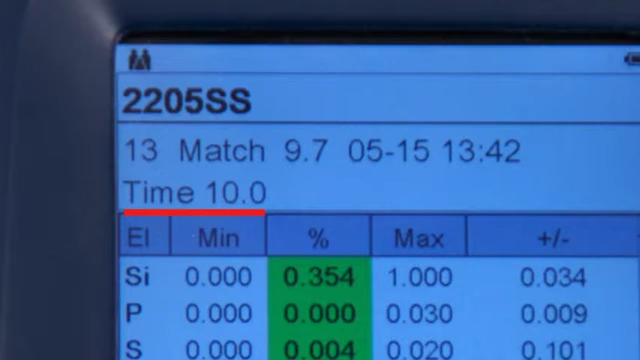 2205SS
13 Match 9.7 05-15 13:42
Time 10.0
El Min % Max +/-
Si 0.000 0.354 1.000 0.034
P 0.000 0.000 0.030 0.009
S 0.000 0.004 0.020 0.101